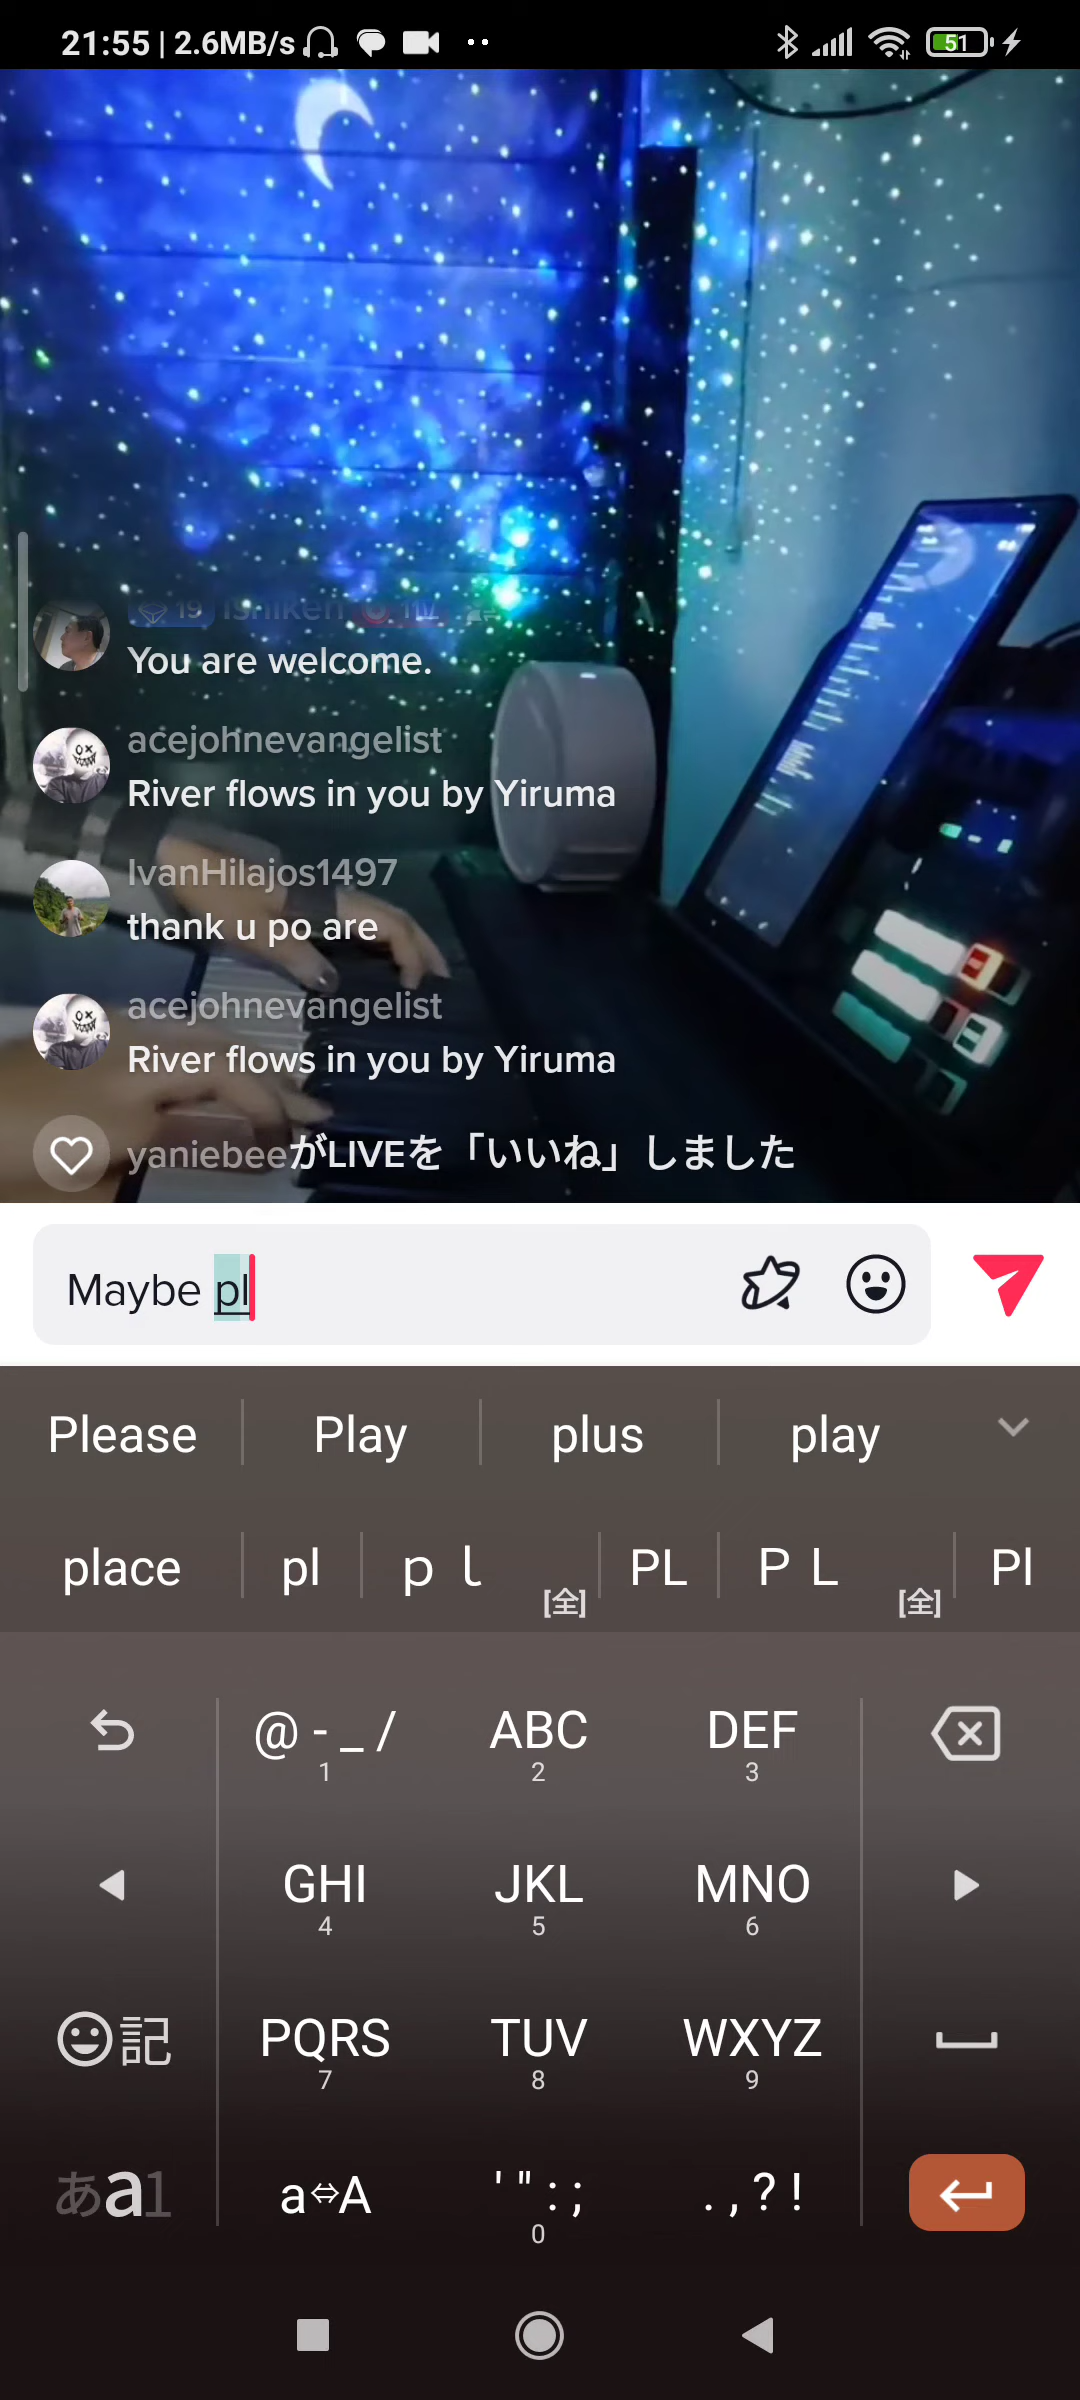 21:55 | 2.6MB/s
51
19 ishiken
You are welcome.
acejohnevangelist
River flows in you by Yiruma
IvanHilajos1497
thank u po are
acejohnevangelist
River flows in you by Yiruma
yaniebeeがLIVEを「いいね」しました
Maybe pl
Please Play plus play
place pl ｐｌ [全] PL ＰＬ [全] Pl
@-_/ ABC DEF
1 2 3
GHI JKL MNO
4 5 6
記 PQRS TUV WXYZ
7 8 9
あa1 a⇔A '":; .,?!
0